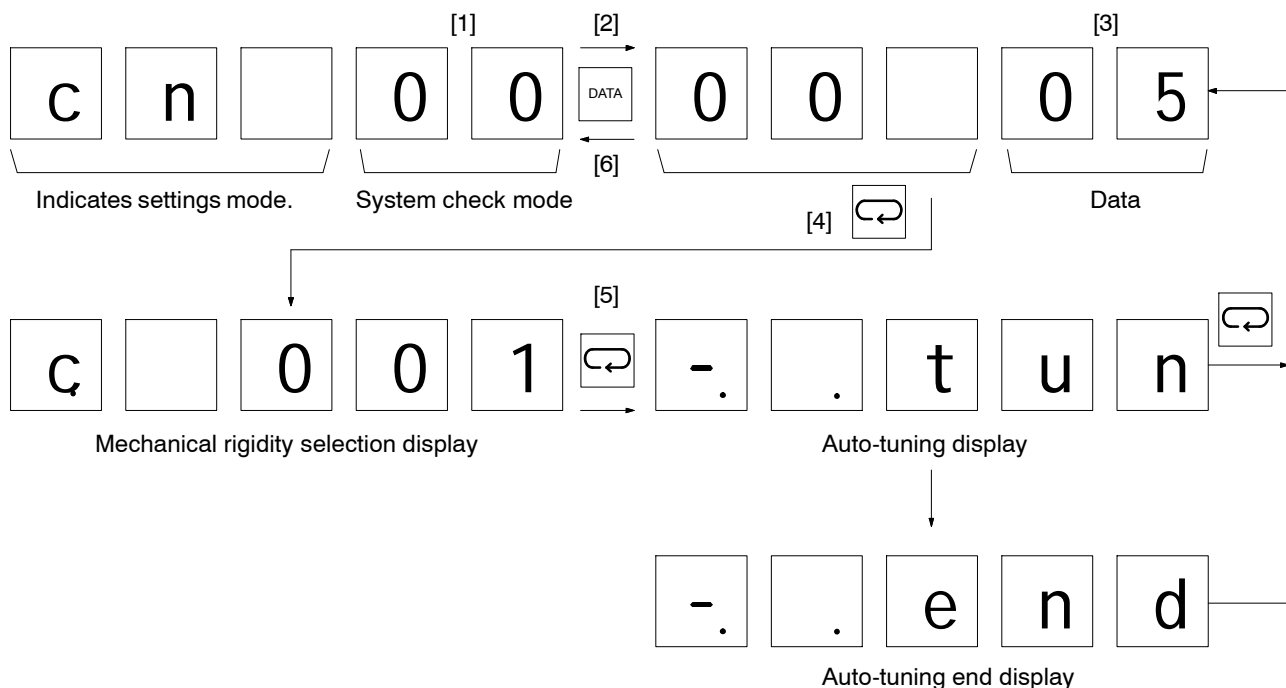 [1] [2] [3]
c n 0 0 DATA 0 0 0 5
[6]
Indicates settings mode. System check mode Data
[4]
[5]
c. 0 0 1 -. . t u n
Mechanical rigidity selection display Auto-tuning display
-. . e n d
Auto-tuning end display